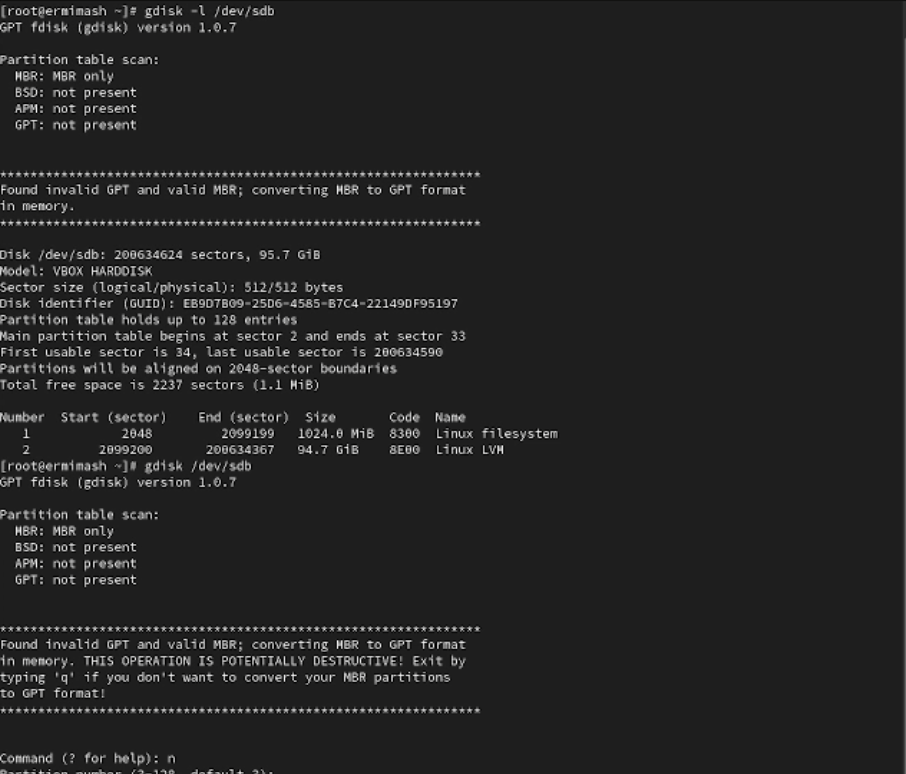 [root@ermimash ~]# gdisk -l /dev/sdb
GPT fdisk (gdisk) version 1.0.7
Partition table scan:
MBR: MBR only
BSD: not present
APM: not present
GPT: not present
***************************************************************
Found invalid GPT and valid MBR; converting MBR to GPT format
in memory.
***************************************************************
Disk /dev/sdb: 200634624 sectors, 95.7 GiB
Model: VBOX HARDDISK
Sector size (logical/physical): 512/512 bytes
Disk identifier (GUID): EB9D7B09-25D6-4585-B7C4-22149DF95197
Partition table holds up to 128 entries
Main partition table begins at sector 2 and ends at sector 33
First usable sector is 34, last usable sector is 200634590
Partitions will be aligned on 2048-sector boundaries
Total free space is 2237 sectors (1.1 MiB)
Number  Start (sector)    End (sector)  Size       Code  Name
1            2048         2099199   1024.0 MiB  8300  Linux filesystem
2         2099200       200634367   94.7 GiB    8E00  Linux LVM
[root@ermimash ~]# gdisk /dev/sdb
GPT fdisk (gdisk) version 1.0.7
Partition table scan:
MBR: MBR only
BSD: not present
APM: not present
GPT: not present
***************************************************************
Found invalid GPT and valid MBR; converting MBR to GPT format
in memory. THIS OPERATION IS POTENTIALLY DESTRUCTIVE! Exit by
typing 'q' if you don't want to convert your MBR partitions
to GPT format!
***************************************************************
Command (? for help): n
Partition number (3-128, default 3):